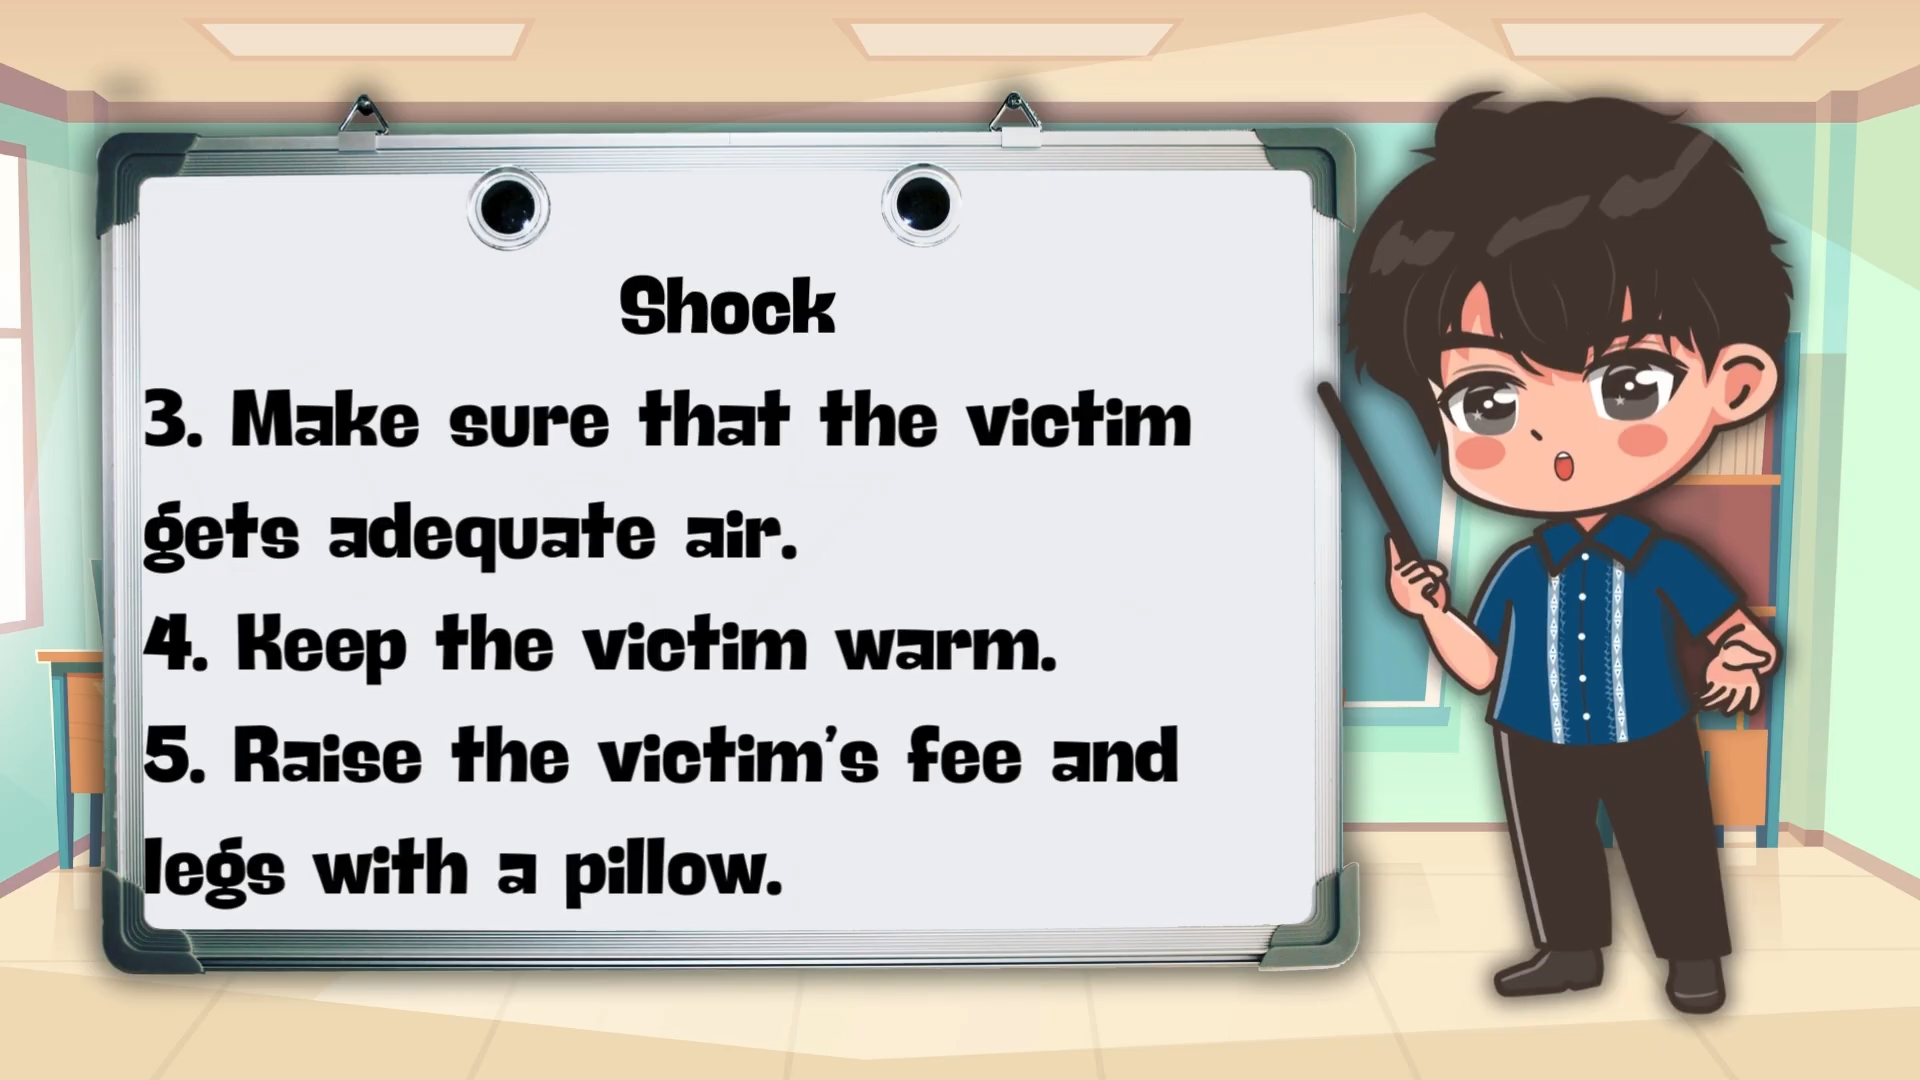 Shock
3. Make sure that the victim
gets adequate air.
4. Keep the victim warm.
5. Raise the victim's fee and
legs with a pillow.